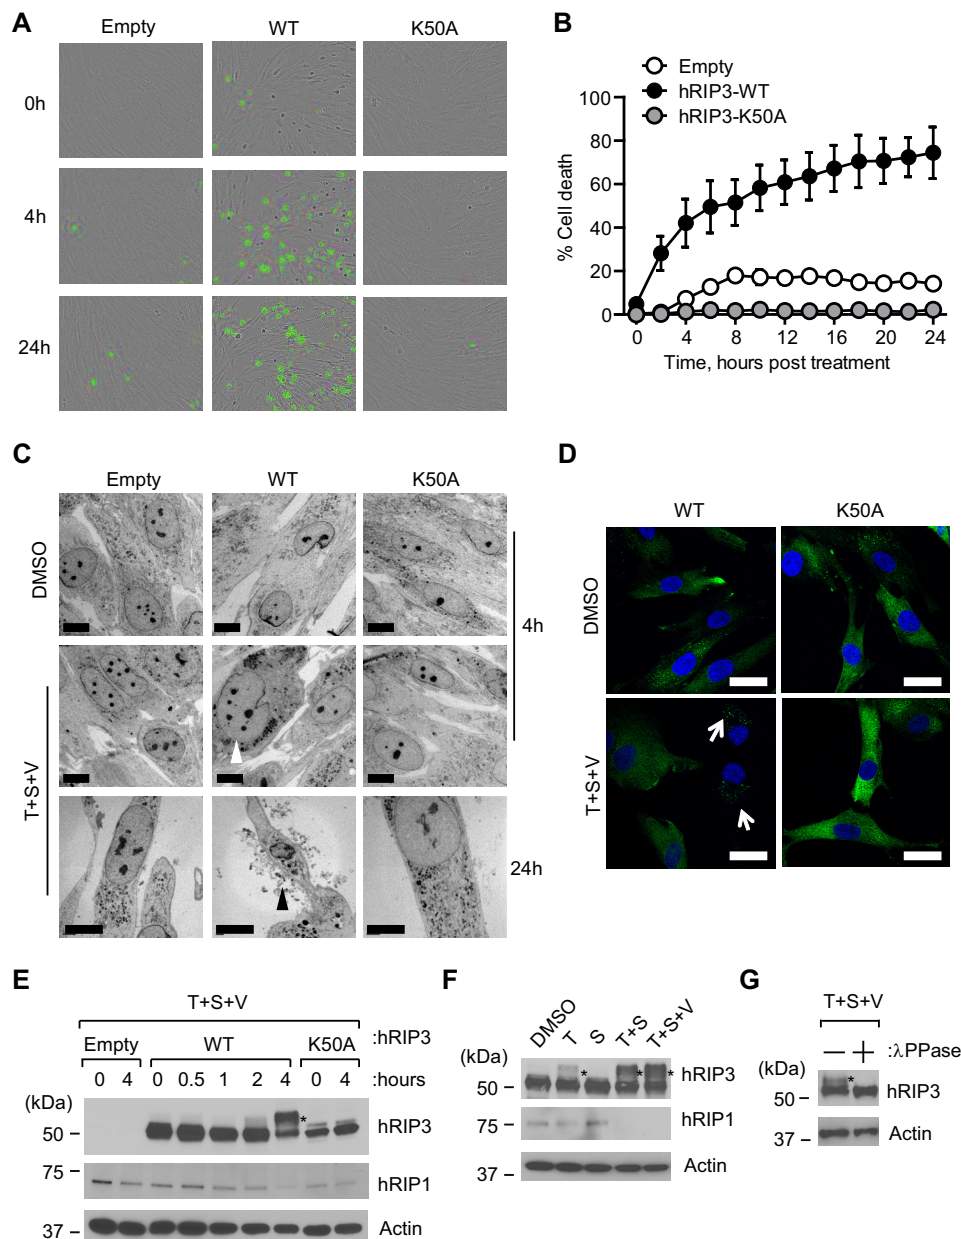 A
Empty
WT
K50A
0h
4h
24h
B
Empty
hRIP3-WT
hRIP3-K50A
% Cell death
100
80
60
40
20
0
0 4 8 12 16 20 24
Time, hours post treatment
C
Empty
WT
K50A
DMSO
T+S+V
4h
24h
D
WT
K50A
DMSO
T+S+V
E
T+S+V
Empty
WT
K50A
:hRIP3
0 4 0 0.5 1 2 4 0 4 :hours
(kDa)
50
*
hRIP3
75
hRIP1
37
Actin
F
DMSO T S T+S T+S+V
(kDa)
50
* * *
hRIP3
75
hRIP1
37
Actin
G
T+S+V
− + :λPPase
(kDa)
50
*
hRIP3
37
Actin